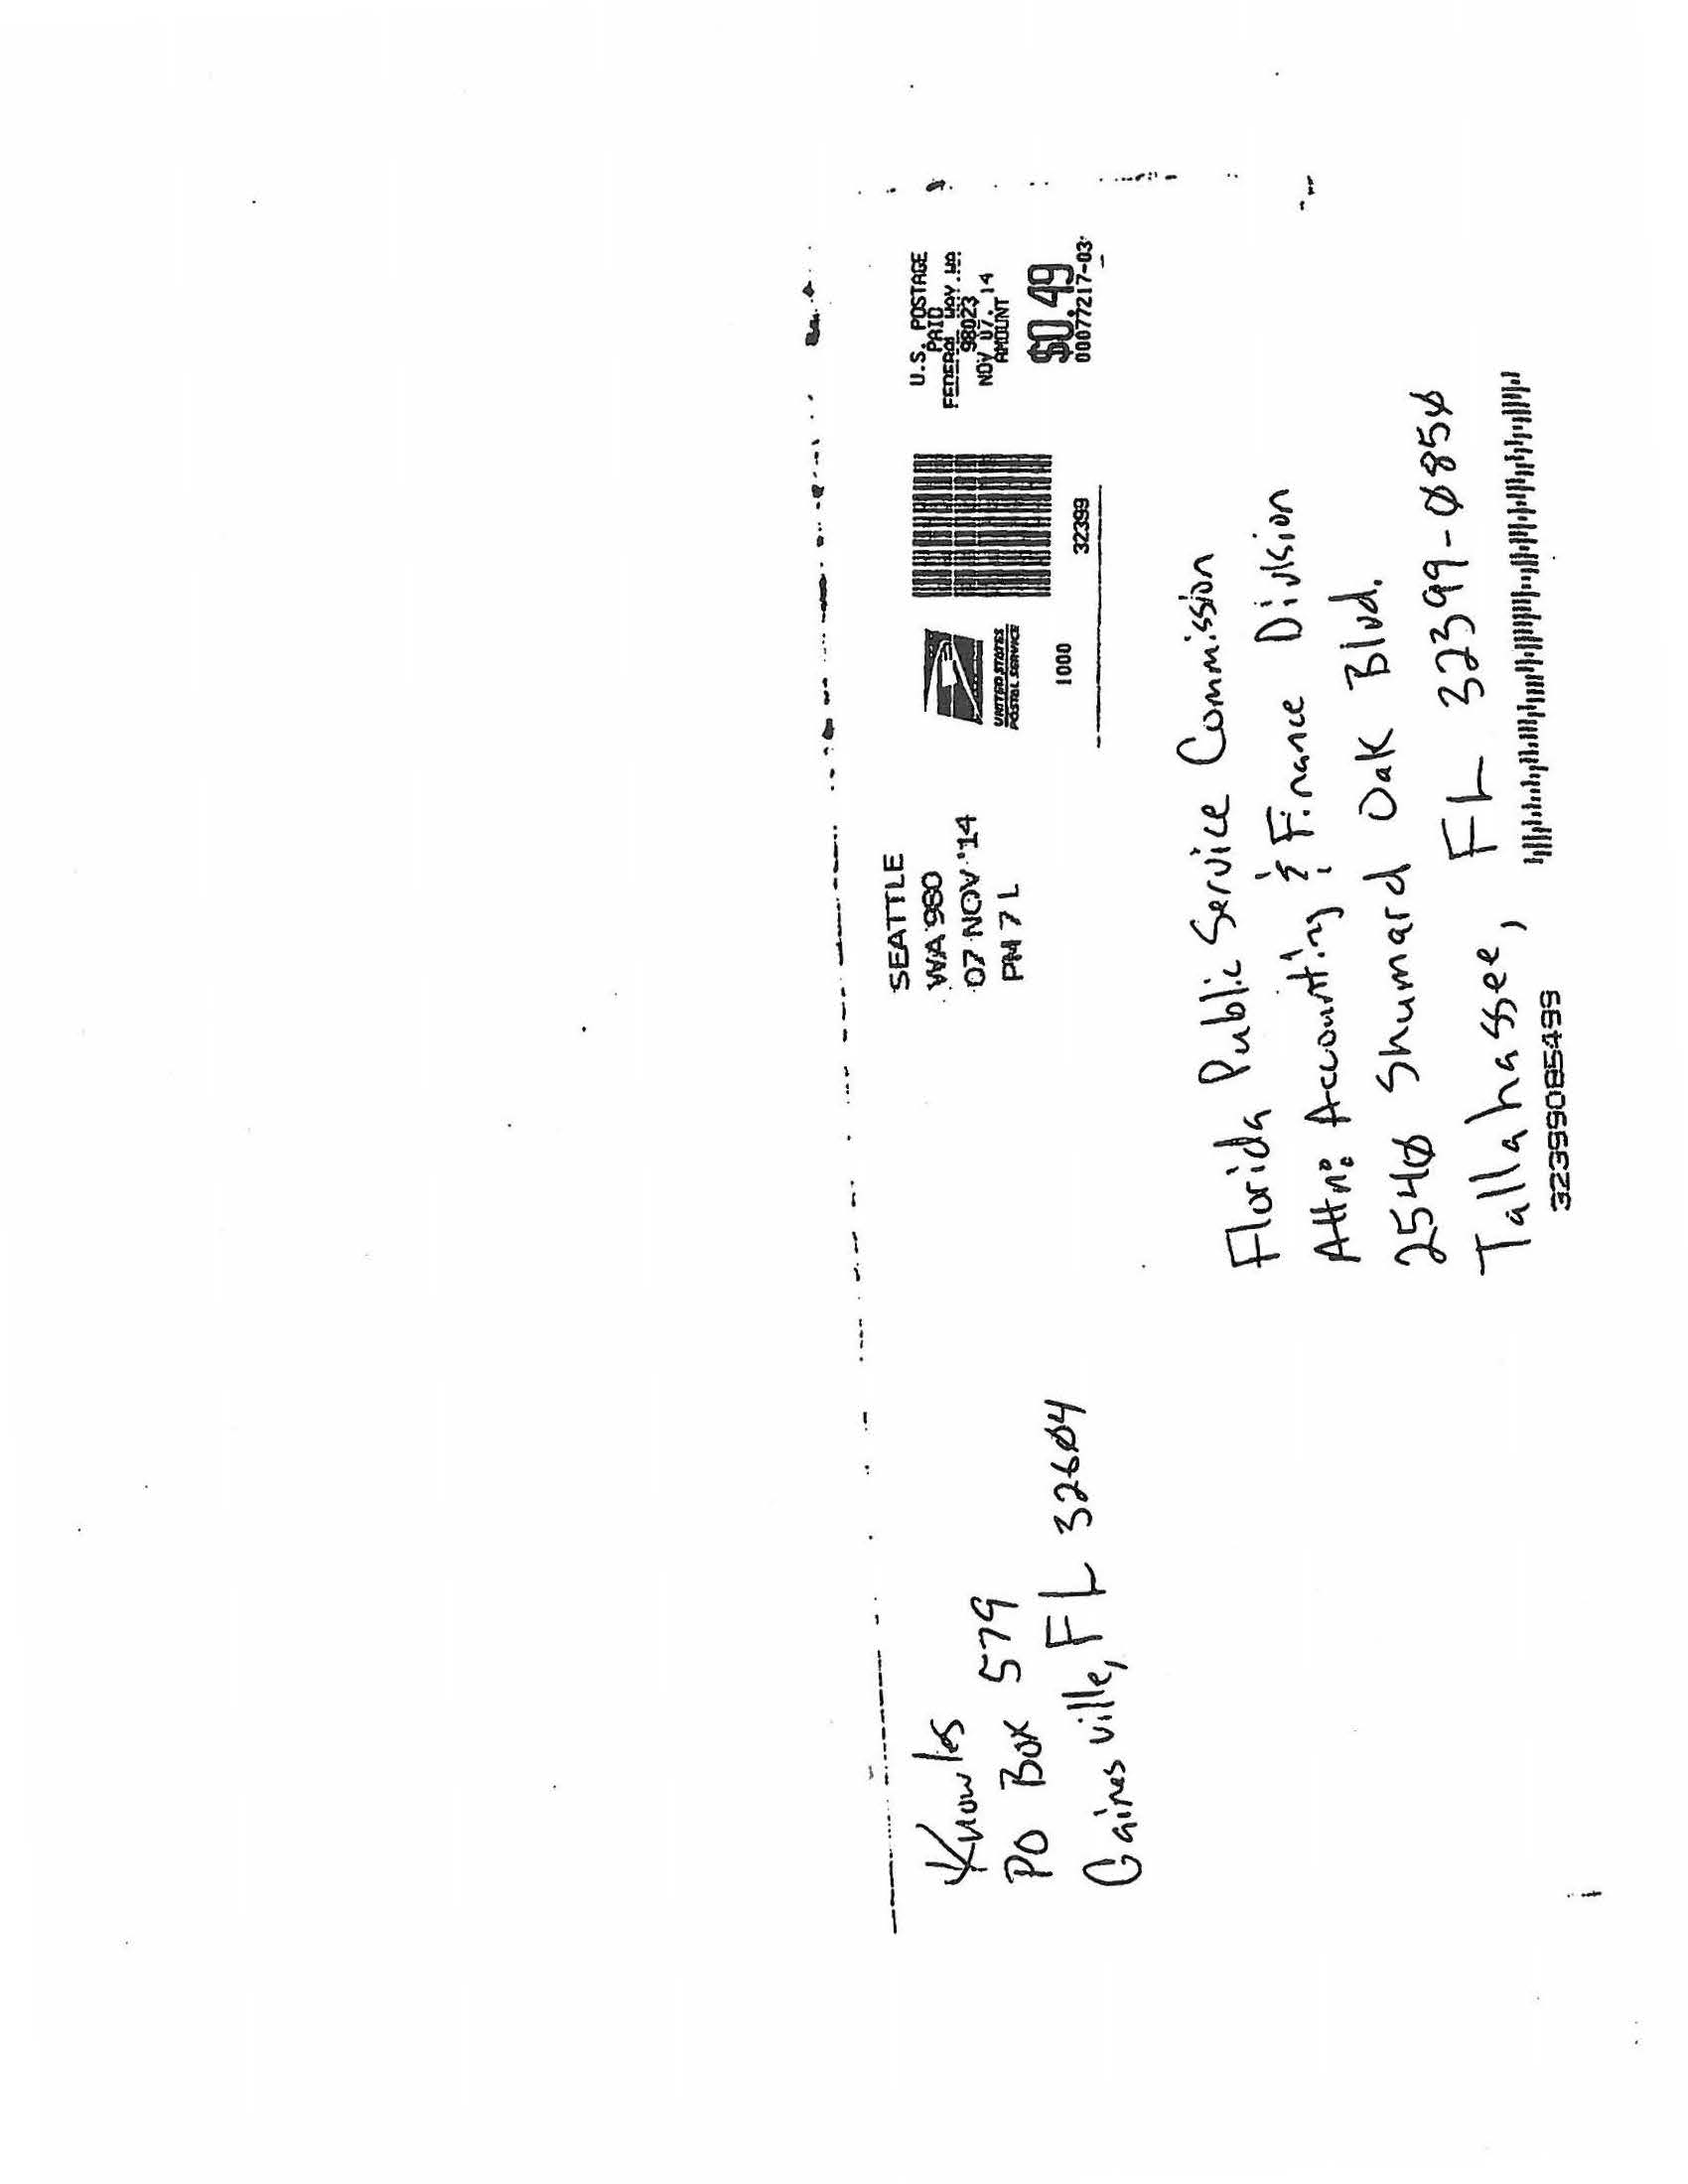 Knowles
PO Box 579
Gainesville, FL 32604
SEATTLE
WA 980
07 NOV '14
PM 7 L
UNITED STATES
POSTAL SERVICE
1000
32399
U.S. POSTAGE
PAID
FEDERAL WAY, WA
98023
NOV 07, 14
AMOUNT
$0.49
00077217-03
Florida Public Service Commission
Attn: Accounting & Finance Division
2540 Shumard Oak Blvd.
Tallahassee, FL 32399-0850
32399085499